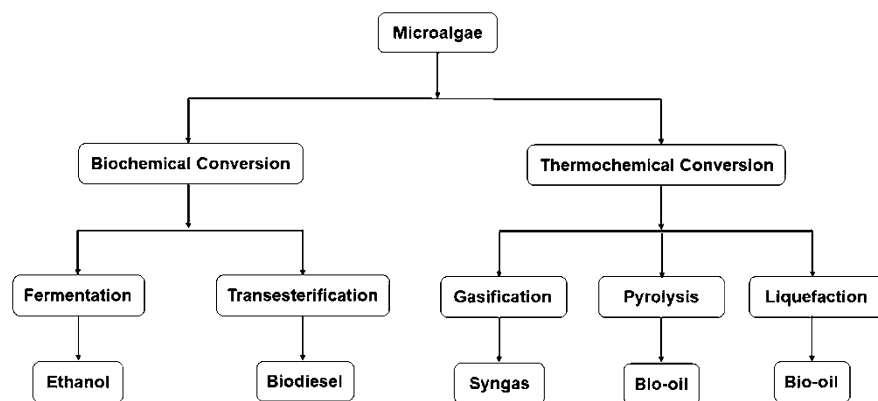 Microalgae
Biochemical Conversion
Thermochemical Conversion
Fermentation
Transesterification
Gasification
Pyrolysis
Liquefaction
Ethanol
Biodiesel
Syngas
Bio-oil
Bio-oil